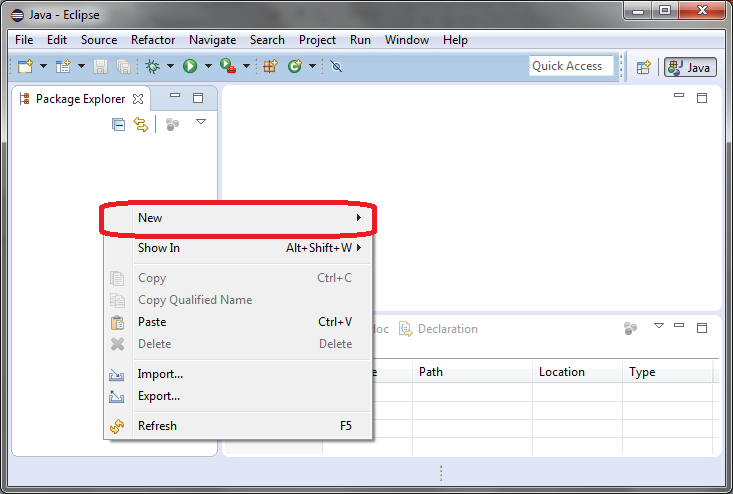 Java - Eclipse
File Edit Source Refactor Navigate Search Project Run Window Help
Quick Access Java
Package Explorer
New
Show In Alt+Shift+W
Copy Ctrl+C
Copy Qualified Name
Paste Ctrl+V
Delete Delete
Import...
Export...
Refresh F5
Declaration
Path Location Type